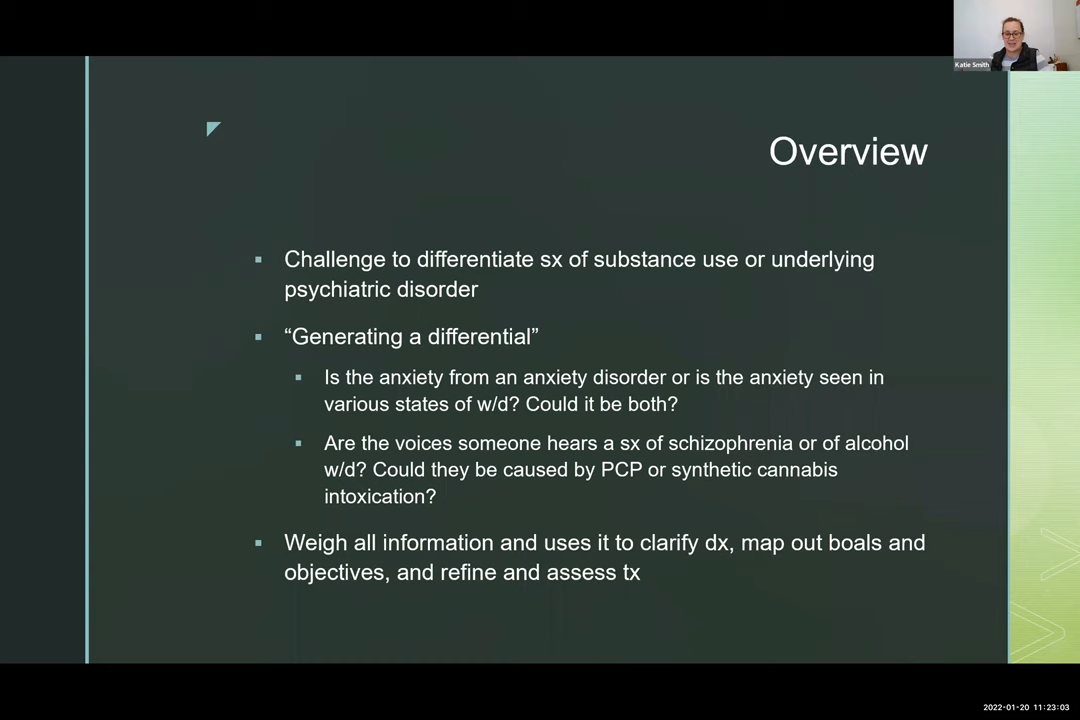 Katie Smith
Overview
Challenge to differentiate sx of substance use or underlying
psychiatric disorder
“Generating a differential”
Is the anxiety from an anxiety disorder or is the anxiety seen in
various states of w/d? Could it be both?
Are the voices someone hears a sx of schizophrenia or of alcohol
w/d? Could they be caused by PCP or synthetic cannabis
intoxication?
Weigh all information and uses it to clarify dx, map out boals and
objectives, and refine and assess tx
2022-01-20 11:23:03